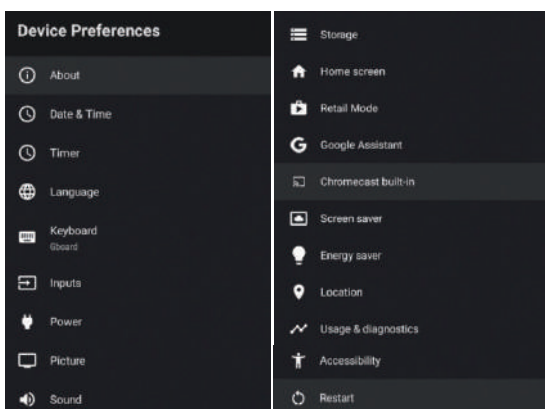 Device Preferences
About
Date & Time
Timer
Language
Keyboard
Gboard
Inputs
Power
Picture
Sound
Storage
Home screen
Retail Mode
Google Assistant
Chromecast built-in
Screen saver
Energy saver
Location
Usage & diagnostics
Accessibility
Restart